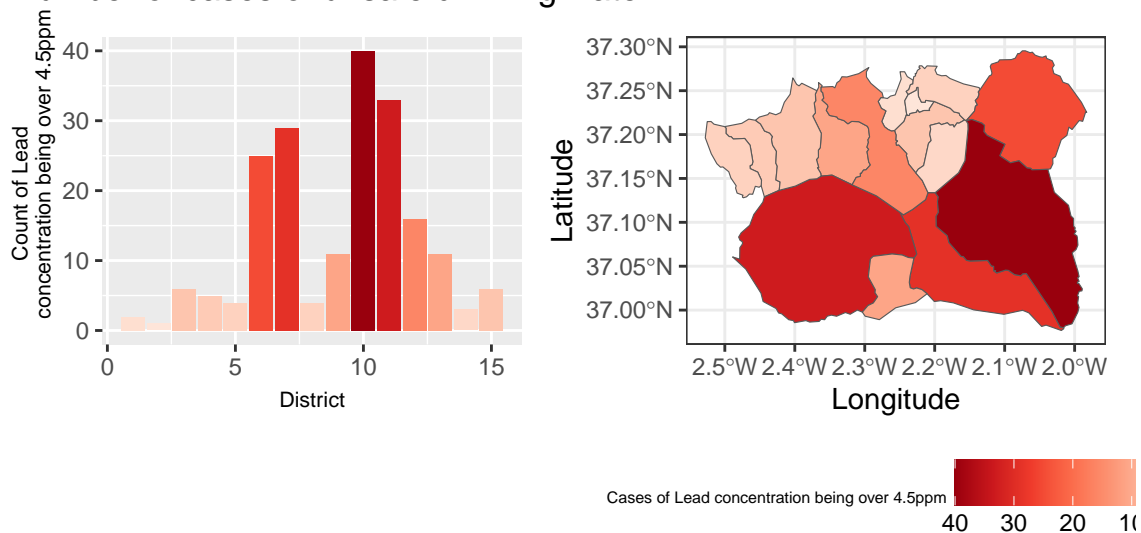 Count of Lead
concentration being over 4.5ppm
40
30
20
10
0
0 5 10 15
District
Latitude
37.30°N
37.25°N
37.20°N
37.15°N
37.10°N
37.05°N
37.00°N
2.5°W 2.4°W 2.3°W 2.2°W 2.1°W 2.0°W
Longitude
Cases of Lead concentration being over 4.5ppm
40 30 20 10